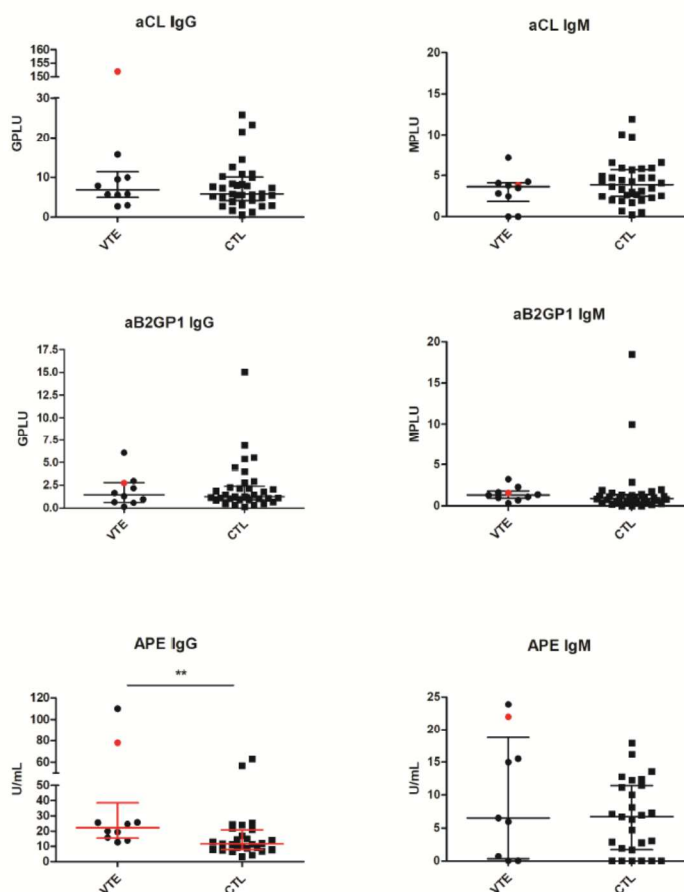 aCL IgG
GPLU
160
155
150
30
20
10
0
VTE
CTL
aCL IgM
MPLU
20
15
10
5
0
VTE
CTL
aB2GP1 IgG
GPLU
17.5
15.0
12.5
10.0
7.5
5.0
2.5
0.0
VTE
CTL
aB2GP1 IgM
MPLU
20
15
10
5
0
VTE
CTL
APE IgG
**
U/mL
120
100
80
60
50
40
30
20
10
0
VTE
CTL
APE IgM
U/mL
25
20
15
10
5
0
VTE
CTL